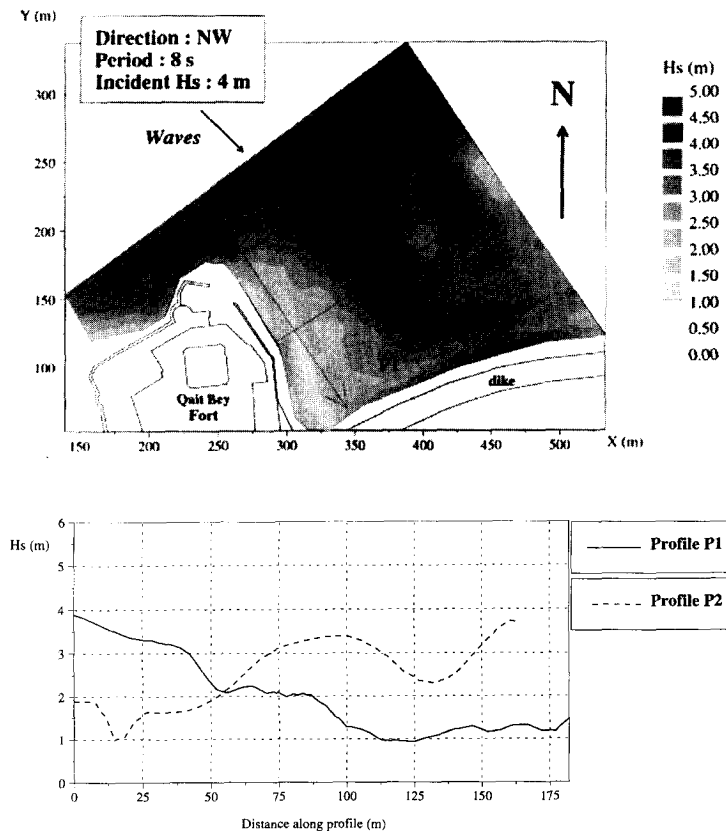 Y (m)
Direction : NW
Period : 8 s
Incident Hs : 4 m
Waves
N
Hs (m)
5.00
4.50
4.00
3.50
3.00
2.50
2.00
1.50
1.00
0.50
0.00
300
250
200
150
100
Qait Bey
Fort
dike
150 200 250 300 350 400 450 500 X (m)
Hs (m)
6
5
4
3
2
1
0
0 25 50 75 100 125 150 175
Distance along profile (m)
Profile P1
Profile P2